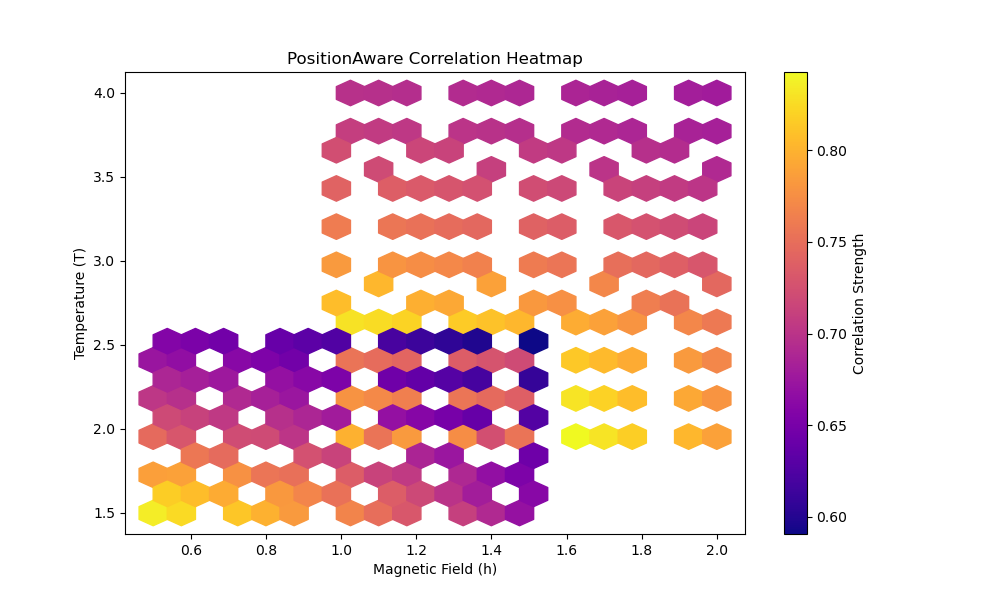 PositionAware Correlation Heatmap
4.0
3.5
3.0
2.5
2.0
1.5
Temperature (T)
0.6 0.8 1.0 1.2 1.4 1.6 1.8 2.0
Magnetic Field (h)
0.80
0.75
0.70
0.65
0.60
Correlation Strength